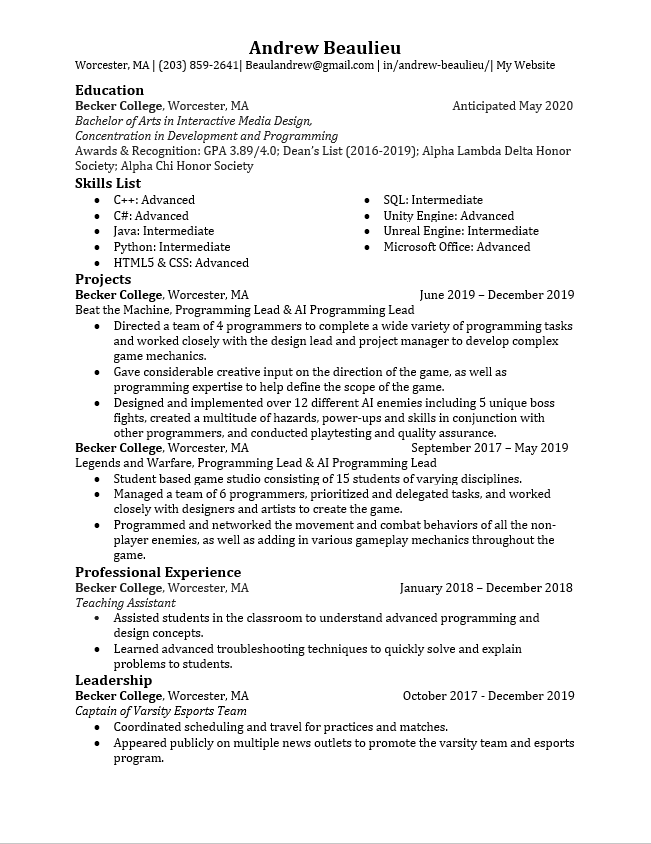 Andrew Beaulieu
Worcester, MA | (203) 859-2641| Beaulandrew@gmail.com | in/andrew-beaulieu/| My Website
Education
Becker College, Worcester, MA Anticipated May 2020
Bachelor of Arts in Interactive Media Design,
Concentration in Development and Programming
Awards & Recognition: GPA 3.89/4.0; Dean's List (2016-2019); Alpha Lambda Delta Honor
Society; Alpha Chi Honor Society
Skills List
• C++: Advanced
• C#: Advanced
• Java: Intermediate
• Python: Intermediate
• HTML5 & CSS: Advanced
• SQL: Intermediate
• Unity Engine: Advanced
• Unreal Engine: Intermediate
• Microsoft Office: Advanced
Projects
Becker College, Worcester, MA June 2019 – December 2019
Beat the Machine, Programming Lead & AI Programming Lead
• Directed a team of 4 programmers to complete a wide variety of programming tasks
and worked closely with the design lead and project manager to develop complex
game mechanics.
• Gave considerable creative input on the direction of the game, as well as
programming expertise to help define the scope of the game.
• Designed and implemented over 12 different AI enemies including 5 unique boss
fights, created a multitude of hazards, power-ups and skills in conjunction with
other programmers, and conducted playtesting and quality assurance.
Becker College, Worcester, MA September 2017 – May 2019
Legends and Warfare, Programming Lead & AI Programming Lead
• Student based game studio consisting of 15 students of varying disciplines.
• Managed a team of 6 programmers, prioritized and delegated tasks, and worked
closely with designers and artists to create the game.
• Programmed and networked the movement and combat behaviors of all the non-
player enemies, as well as adding in various gameplay mechanics throughout the
game.
Professional Experience
Becker College, Worcester, MA January 2018 – December 2018
Teaching Assistant
• Assisted students in the classroom to understand advanced programming and
design concepts.
• Learned advanced troubleshooting techniques to quickly solve and explain
problems to students.
Leadership
Becker College, Worcester, MA October 2017 - December 2019
Captain of Varsity Esports Team
• Coordinated scheduling and travel for practices and matches.
• Appeared publicly on multiple news outlets to promote the varsity team and esports
program.